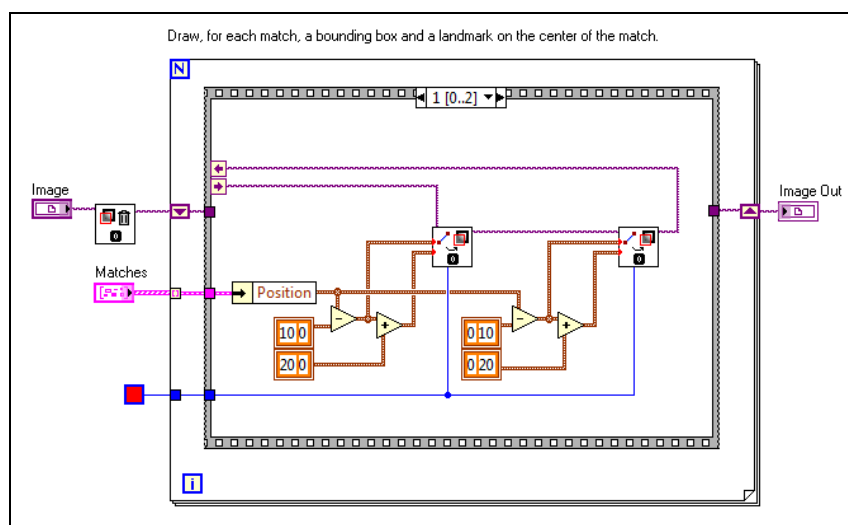 Draw, for each match, a bounding box and a landmark on the center of the match.
N
1 [0..2]
Image
Image Out
0
0
0
Matches
Position
10 0
0 10
20 0
0 20
i